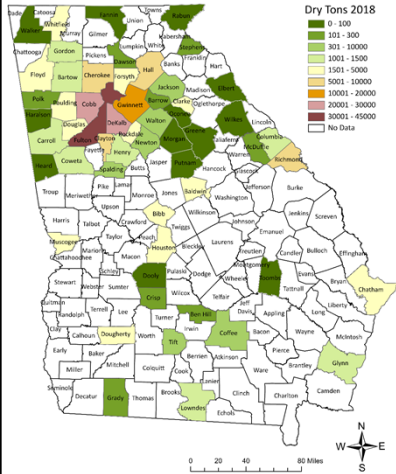 Dry Tons 2018
0 - 100
101 - 300
301 - 10000
1001 - 1500
1501 - 5000
5001 - 10000
10001 - 20000
20001 - 30000
30001 - 45000
No Data
Dade Catoosa Fannin Towns Rabun
Walker Whitfield Murray Gilmer Union
Habersham Stephens
Chattooga Gordon Pickens Lumpkin White
Dawson Banks Franklin Hart
Floyd Bartow Cherokee Forsyth Hall
Jackson Elbert
Polk Paulding Cobb Gwinnett Barrow Clarke Oglethorpe
Haralson Douglas DeKalb Walton Oconee Wilkes Lincoln
Carroll Fulton Clayton Rockdale Newton Morgan Greene Taliaferro Columbia
Fayette Henry McDuffie Richmond
Heard Coweta Spalding Butts Jasper Putnam Hancock Warren
Glascock
Troup Meriwether Pike Lamar Monroe Jones Baldwin Jefferson Burke
Upson Washington
Harris Talbot Crawford Bibb Wilkinson Jenkins Screven
Taylor Peach Twiggs Johnson Emanuel
Muscogee Houston Bleckley Laurens
Chattahoochee Marion Macon Treutlen Candler Bulloch Effingham
Schley Dooly Pulaski Dodge Montgomery
Stewart Webster Sumter Wheeler Toombs Evans Bryan
Crisp Wilcox Telfair Tattnall Chatham
Quitman Randolph Terrell Lee Turner Ben Hill Jeff Davis Appling Long Liberty
Clay Calhoun Dougherty Worth Irwin Coffee Bacon Wayne McIntosh
Tift
Early Baker Berrien Atkinson Pierce
Miller Mitchell Colquitt Cook Brantley Glynn
Lanier Ware
Seminole Decatur Grady Thomas Brooks Clinch Charlton Camden
Lowndes Echols
N
W E
S
0 20 40 80 Miles